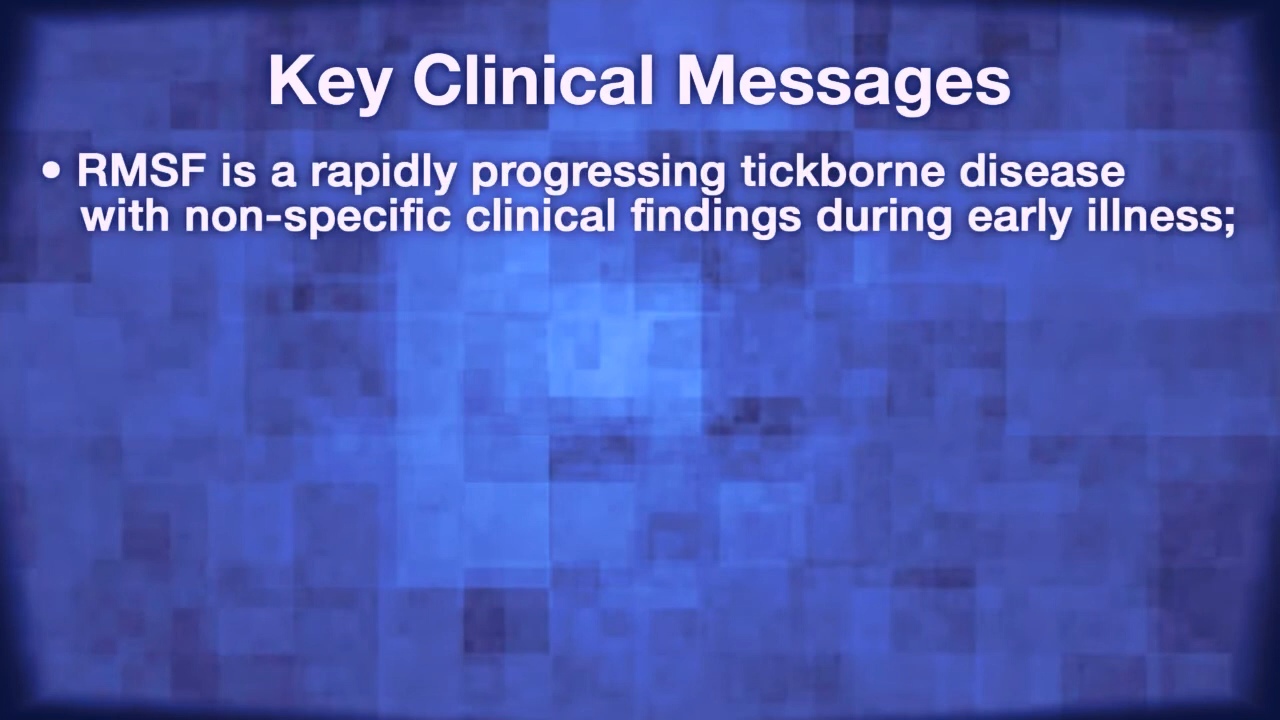 Key Clinical Messages
• RMSF is a rapidly progressing tickborne disease
with non-specific clinical findings during early illness;